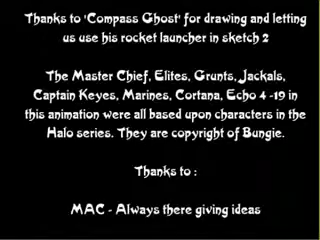 Thanks to 'Compass Ghost' for drawing and letting
us use his rocket launcher in sketch 2
The Master Chief, Elites, Grunts, Jackals,
Captain Keyes, Marines, Cortana, Echo 4 -19 in
this animation were all based upon characters in the
Halo series. They are copyright of Bungie.
Thanks to :
MAC - Always there giving ideas